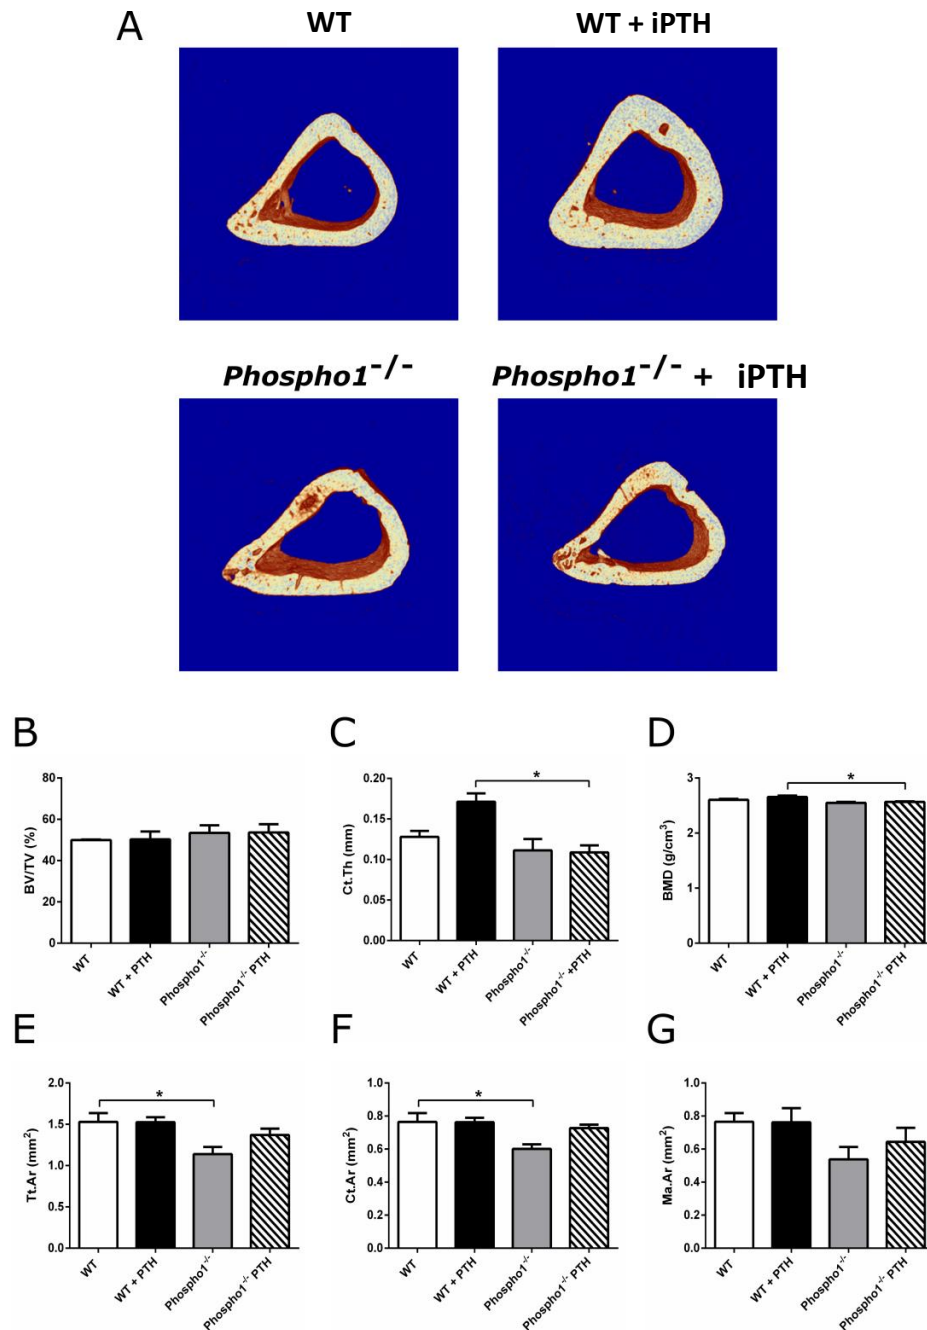 A
WT
WT + iPTH
Phospho1-/-
Phospho1-/- + iPTH
B
BV/TV (%)
80
60
40
20
0
WT
WT + PTH
Phospho1-/-
Phospho1-/- PTH
C
Ct.Th (mm)
0.20
0.15
0.10
0.05
0.00
*
WT
WT + PTH
Phospho1-/-
Phospho1-/- +PTH
D
BMD (g/cm3)
3
2
1
0
*
WT
WT + PTH
Phospho1-/-
Phospho1-/- PTH
E
Tt.Ar (mm2)
2.0
1.5
1.0
0.5
0.0
*
WT
WT + PTH
Phospho1-/-
Phospho1-/- PTH
F
Ct.Ar (mm2)
1.0
0.8
0.6
0.4
0.2
0.0
*
WT
WT + PTH
Phospho1-/-
Phospho1-/- PTH
G
Ma.Ar (mm2)
1.0
0.8
0.6
0.4
0.2
0.0
WT
WT + PTH
Phospho1-/-
Phospho1-/- PTH